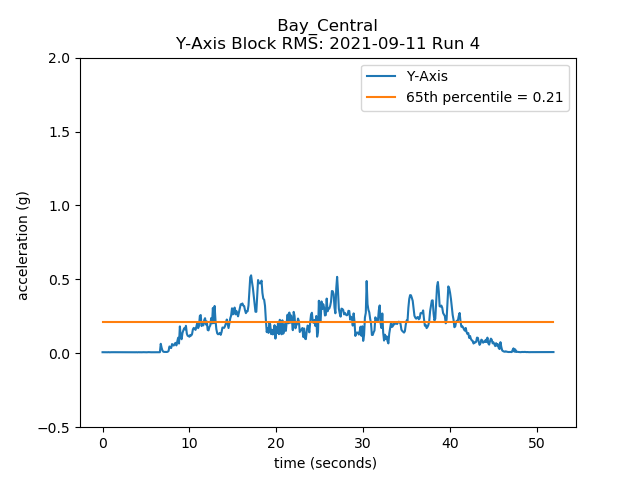 Bay_Central
Y-Axis Block RMS: 2021-09-11 Run 4
Y-Axis
65th percentile = 0.21
acceleration (g)
2.0
1.5
1.0
0.5
0.0
−0.5
0 10 20 30 40 50
time (seconds)